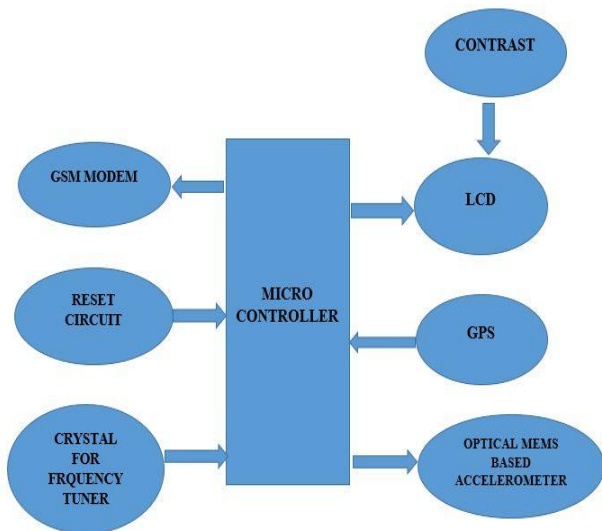 CONTRAST
GSM MODEM
LCD
RESET
CIRCUIT
MICRO
CONTROLLER
GPS
CRYSTAL
FOR
FRQUENCY
TUNER
OPTICAL MEMS
BASED
ACCELEROMETER